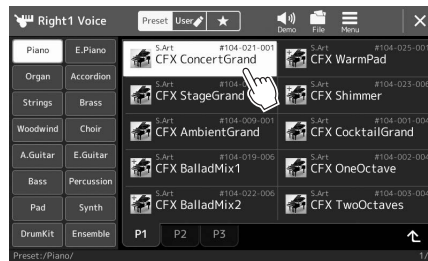 Right1 Voice
Preset User ★
Demo File Menu
Piano E.Piano
Organ Accordion
Strings Brass
Woodwind Choir
A.Guitar E.Guitar
Bass Percussion
Pad Synth
DrumKit Ensemble
S.Art #104-021-001
CFX ConcertGrand
S.Art #104-025-001
CFX WarmPad
S.Art
CFX StageGrand
S.Art #104-023-006
CFX Shimmer
S.Art #104-009-001
CFX AmbientGrand
S.Art #104-001-004
CFX CocktailGrand
S.Art #104-019-006
CFX BalladMix1
S.Art #104-002-004
CFX OneOctave
S.Art #104-022-006
CFX BalladMix2
S.Art #104-003-004
CFX TwoOctaves
P1 P2 P3
Preset:/Piano/
1/